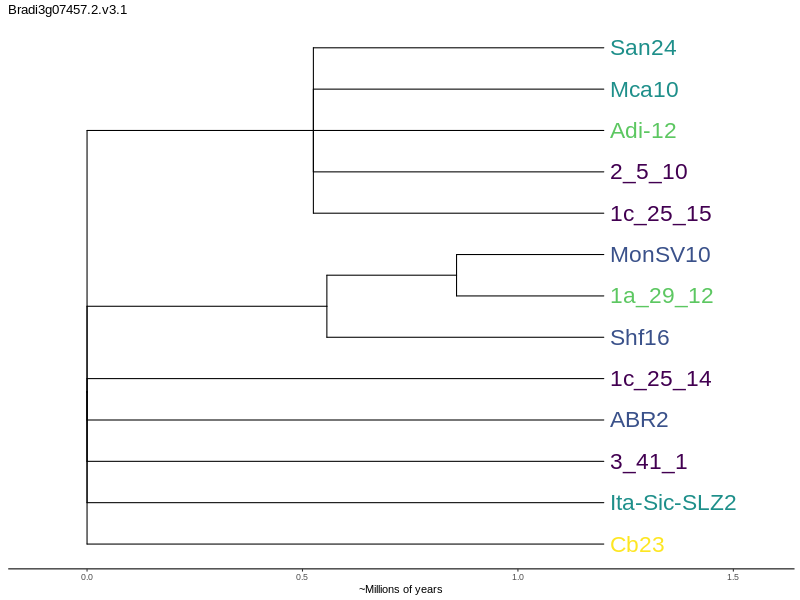 Bradi3g07457.2.v3.1
San24
Mca10
Adi-12
2_5_10
1c_25_15
MonSV10
1a_29_12
Shf16
1c_25_14
ABR2
3_41_1
Ita-Sic-SLZ2
Cb23
0.0 0.5 1.0 1.5
~Millions of years